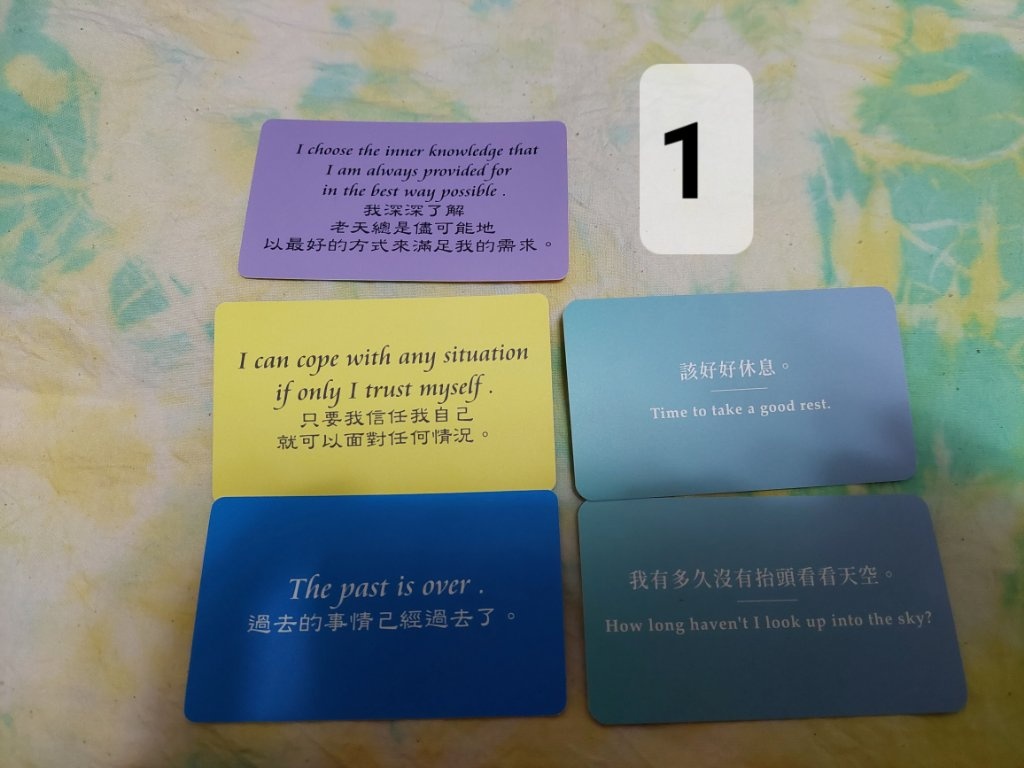 1
I choose the inner knowledge that
I am always provided for
in the best way possible .
我深深了解
老天總是儘可能地
以最好的方式來滿足我的需求。
I can cope with any situation
if only I trust myself .
只要我信任我自己
就可以面對任何情況。
該好好休息。
Time to take a good rest.
The past is over .
過去的事情己經過去了。
我有多久沒有抬頭看看天空。
How long haven't I look up into the sky?